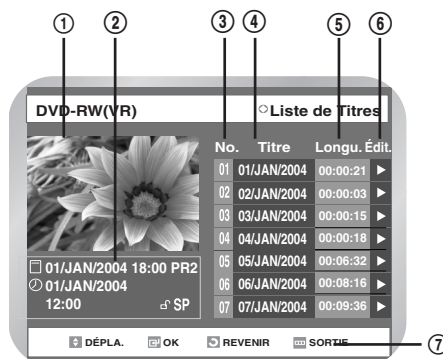 ① ② ③ ④ ⑤ ⑥
DVD-RW(VR) Liste de Titres
No. Titre Longu. Édit.
01 01/JAN/2004 00:00:21 ►
02 02/JAN/2004 00:00:03 ►
03 03/JAN/2004 00:00:15 ►
04 04/JAN/2004 00:00:18 ►
05 05/JAN/2004 00:06:32 ►
06 06/JAN/2004 00:08:16 ►
07 07/JAN/2004 00:09:36 ►
01/JAN/2004 18:00 PR2
01/JAN/2004
12:00 SP
DÉPLA. OK REVENIR SORTIE
⑦